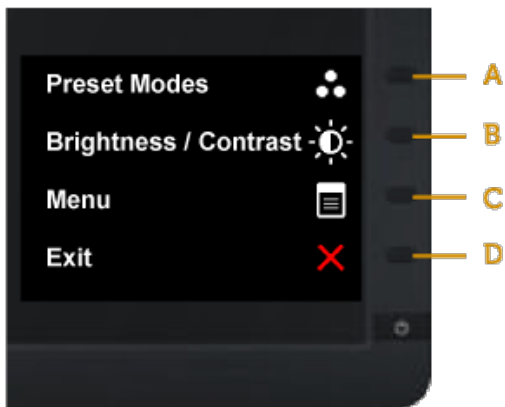 Preset Modes
A
Brightness / Contrast
B
Menu
C
Exit
D